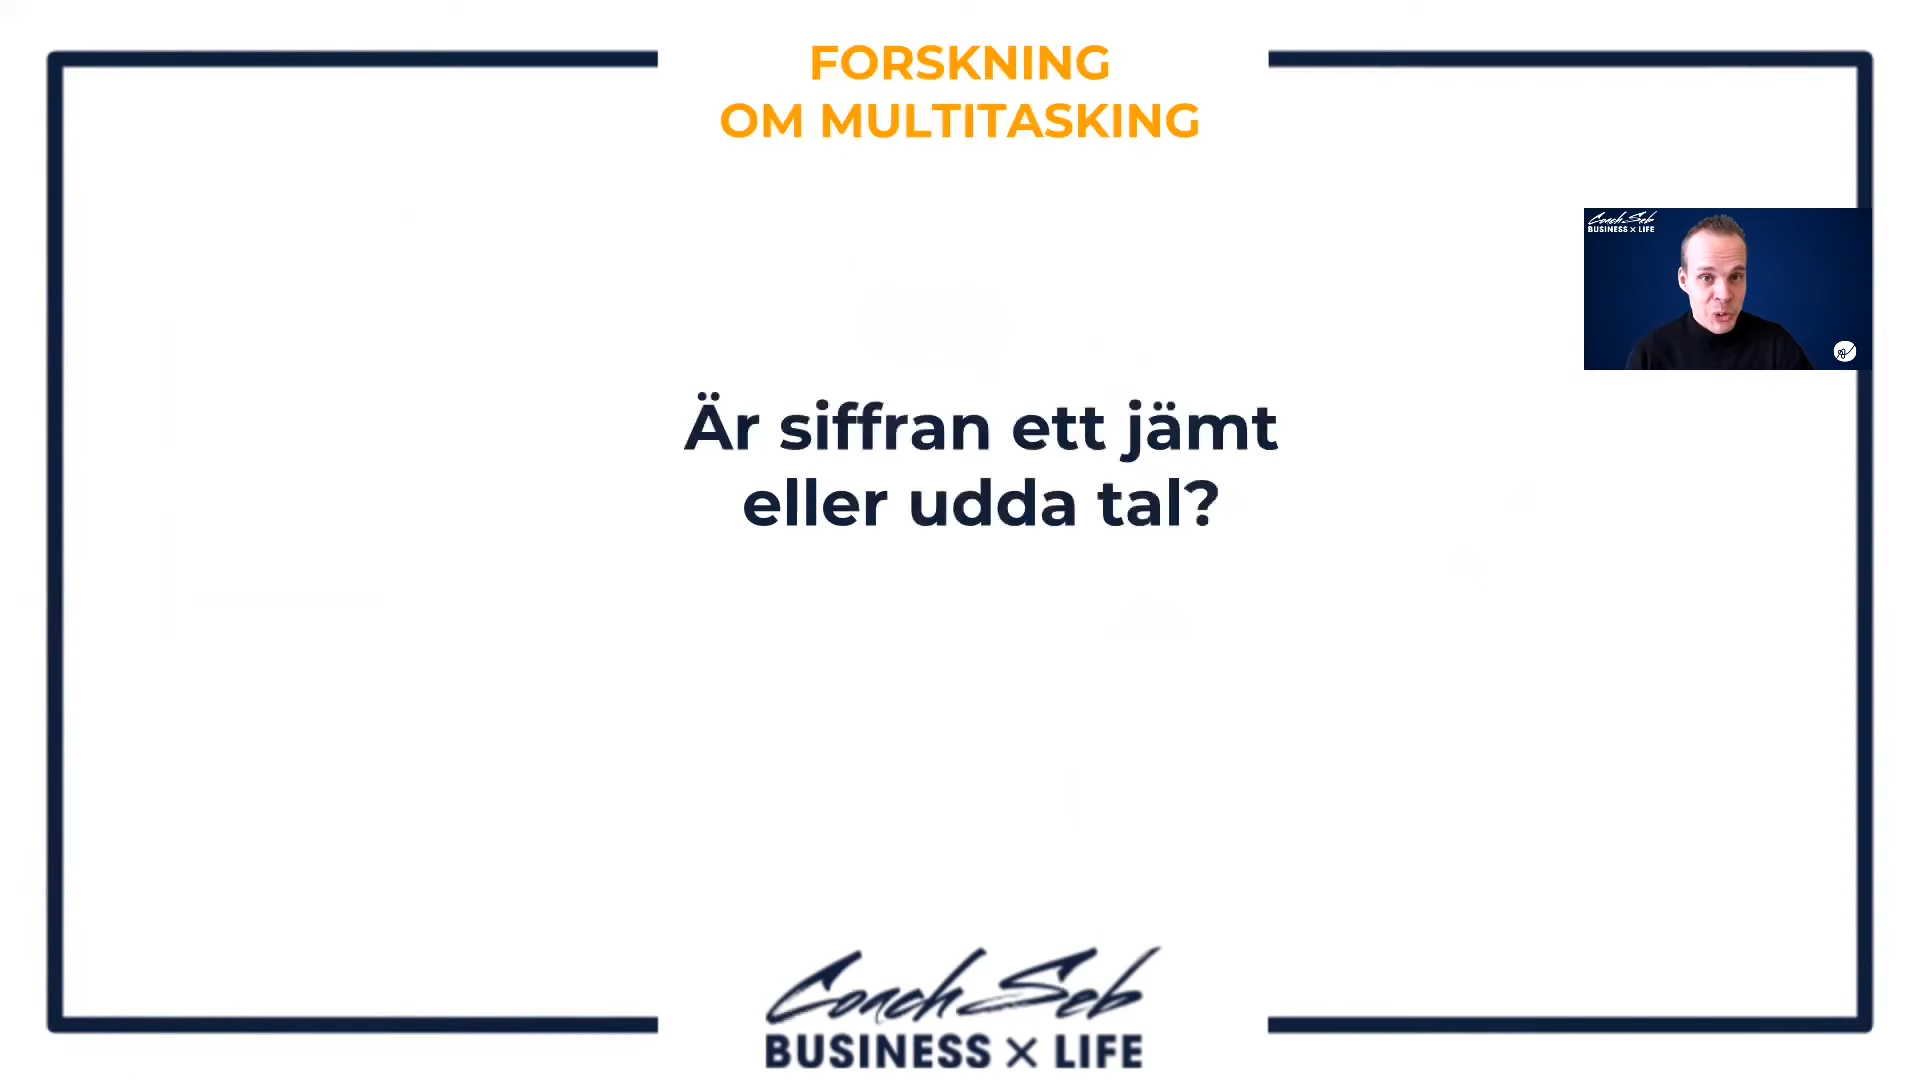 FORSKNING
OM MULTITASKING
Coach Seb
BUSINESS X LIFE
Är siffran ett jämt
eller udda tal?
Coach Seb
BUSINESS X LIFE